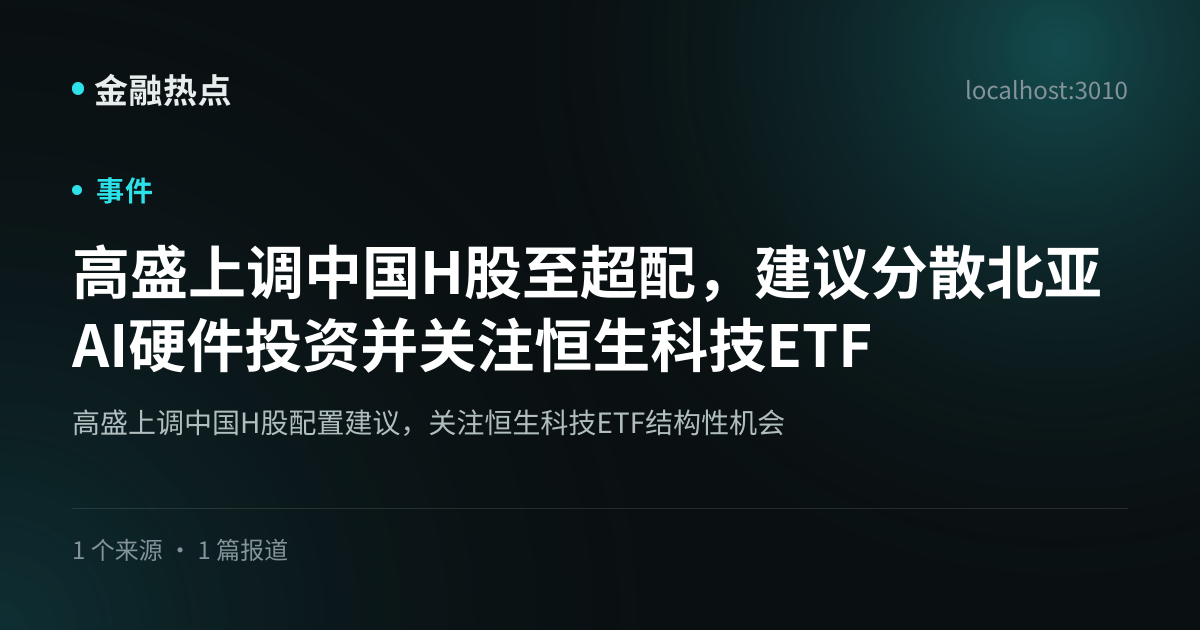 金融热点
localhost:3010
事件
高盛上调中国H股至超配，建议分散北亚
AI硬件投资并关注恒生科技ETF
高盛上调中国H股配置建议，关注恒生科技ETF结构性机会
1 个来源 · 1 篇报道